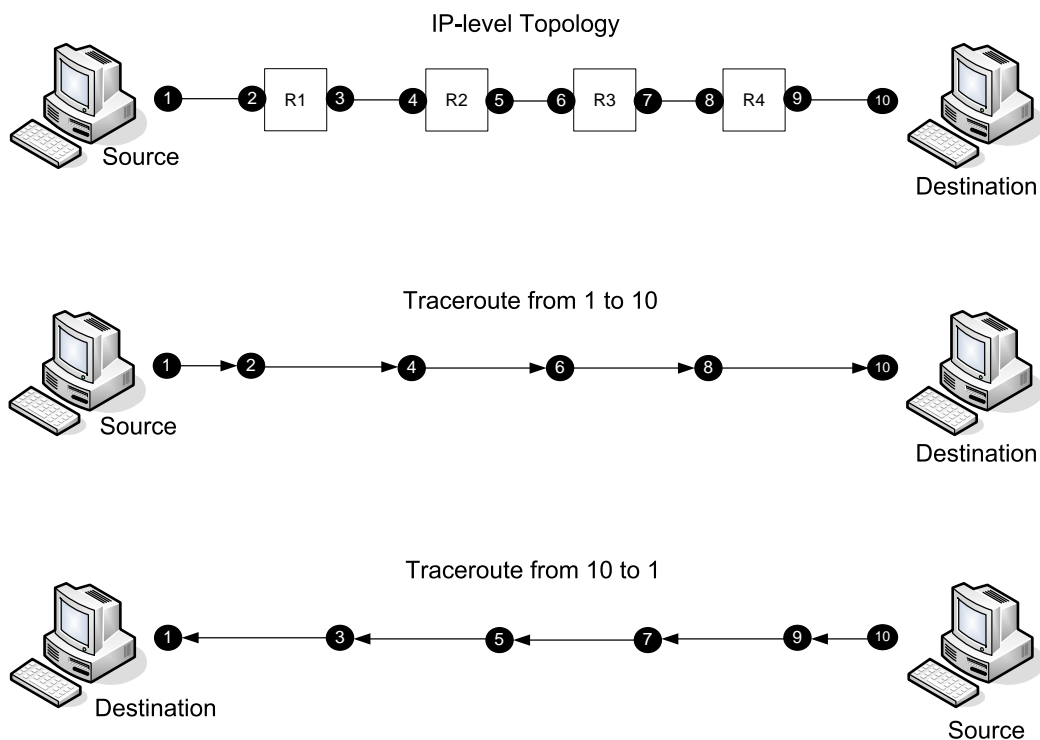 IP-level Topology
1 2 R1 3 4 R2 5 6 R3 7 8 R4 9 10
Source
Destination
Traceroute from 1 to 10
1 2 4 6 8 10
Source
Destination
Traceroute from 10 to 1
1 3 5 7 9 10
Destination
Source